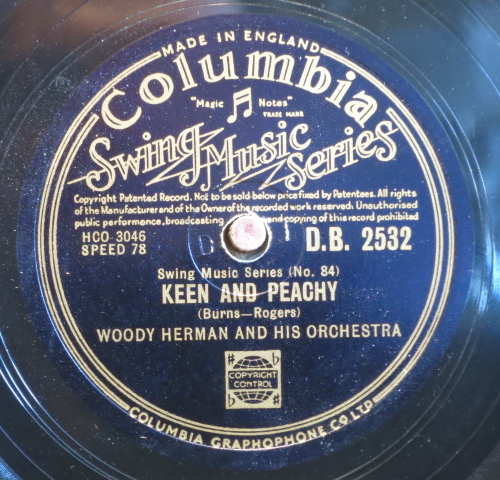 MADE IN ENGLAND
Columbia
"Magic Notes"
TRADE MARK
Swing Music Series
Copyright Patented Record. Not to be sold below price fixed by Patentees. All rights
of the Manufacturer and of the Owner of the recorded work reserved. Unauthorised
public performance, broadcasting and copying of this record prohibited
HCO 3046
D.B. 2532
SPEED 78
Swing Music Series (No. 84)
KEEN AND PEACHY
(Burns—Rogers)
WOODY HERMAN AND HIS ORCHESTRA
COPYRIGHT
CONTROL
COLUMBIA GRAPHOPHONE CO. LTD.